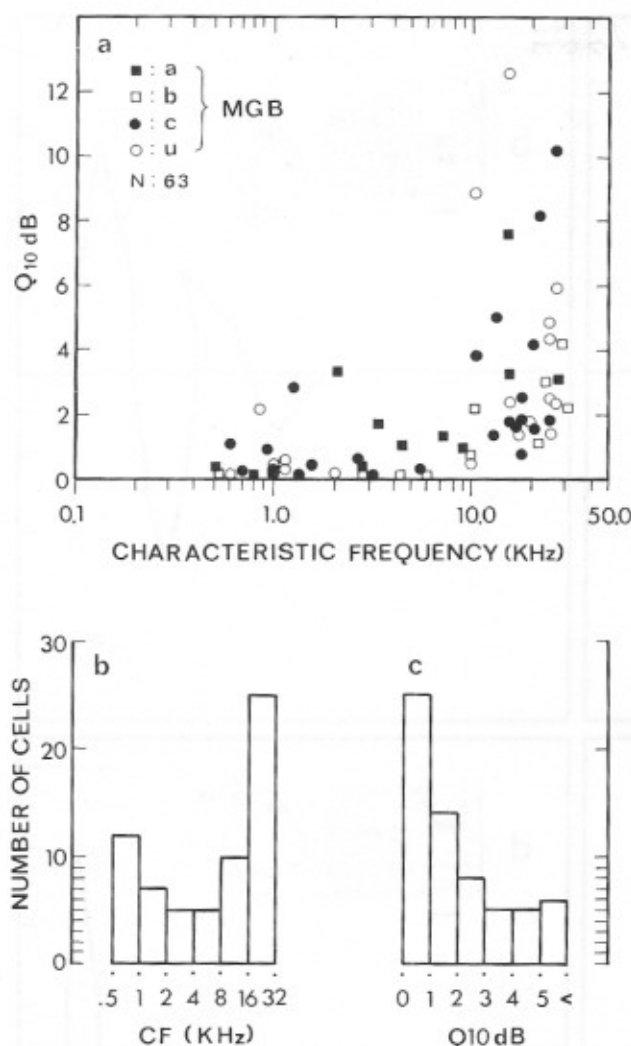 a
■ : a
□ : b
● : c
○ : u
MGB
N : 63
12
10
8
6
4
2
0
Q10 dB
0.1
1.0
10.0
50.0
CHARACTERISTIC FREQUENCY (KHz)
b
30
20
10
0
NUMBER OF CELLS
.5 1 2 4 8 16 32
CF (KHz)
c
0 1 2 3 4 5 <
Q10 dB